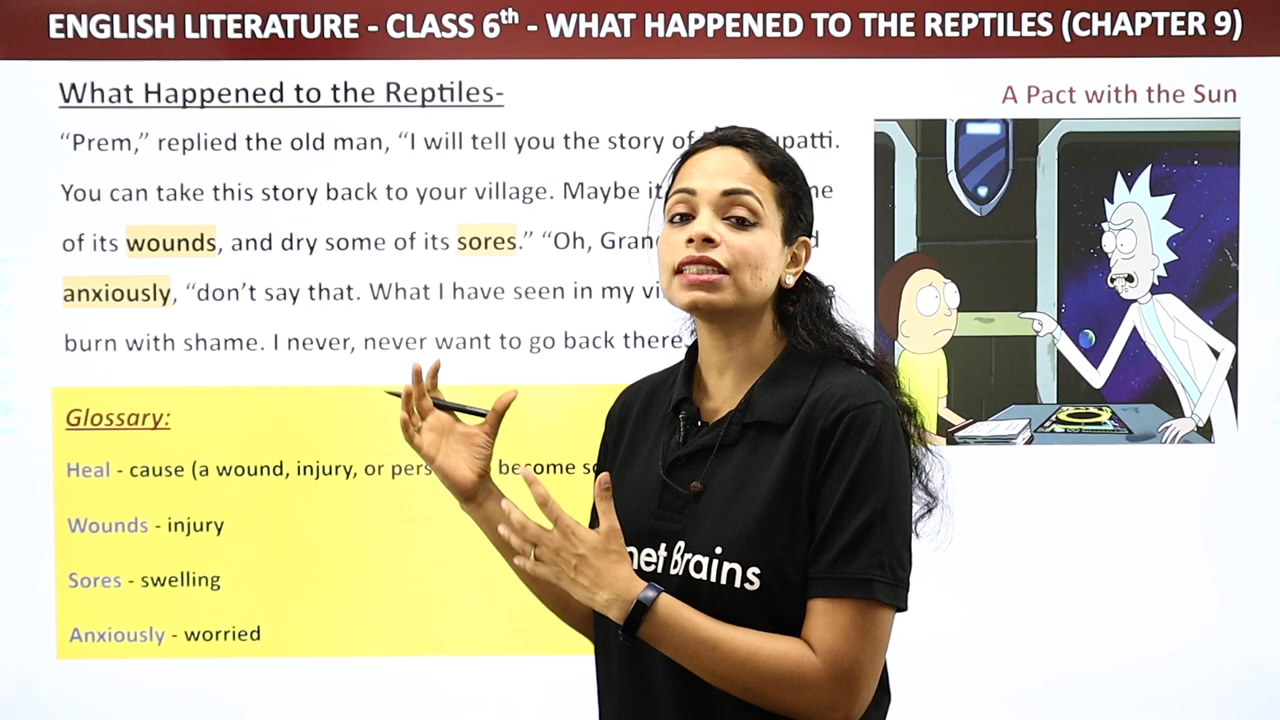 ENGLISH LITERATURE - CLASS 6th - WHAT HAPPENED TO THE REPTILES (CHAPTER 9)
What Happened to the Reptiles-
A Pact with the Sun
“Prem,” replied the old man, “I will tell you the story of
You can take this story back to your village. Maybe it
of its wounds, and dry some of its sores.” “Oh,
anxiously, “don’t say that. What I have seen in my
burn with shame. I never, never want to go back there
Glossary:
Heal - cause (a wound, injury, or become
Wounds - injury
Sores - swelling
Anxiously - worried
Brains